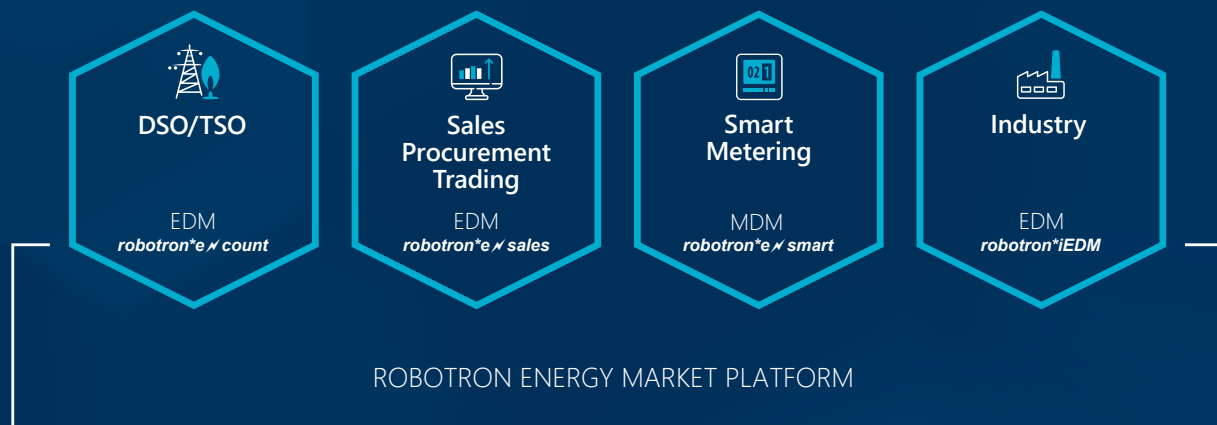 02 1
DSO/TSO
EDM
robotron*e count
Sales
Procurement
Trading
EDM
robotron*e sales
Smart
Metering
MDM
robotron*e smart
Industry
EDM
robotron*iEDM
ROBOTRON ENERGY MARKET PLATFORM